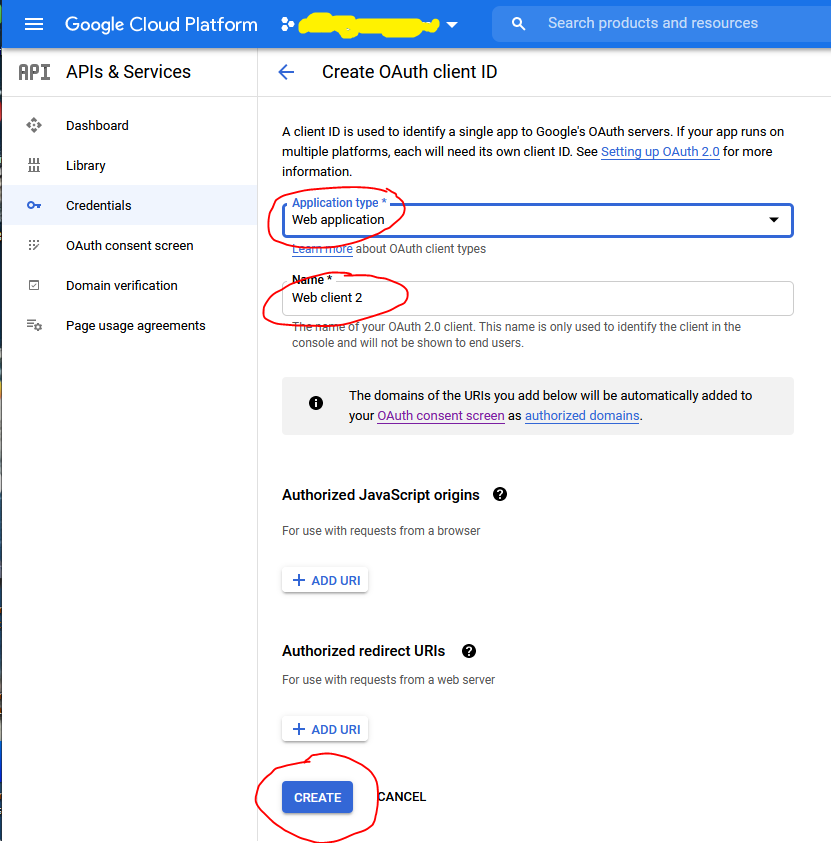 Google Cloud Platform
Search products and resources
API APIs & Services
Create OAuth client ID
Dashboard
Library
Credentials
OAuth consent screen
Domain verification
Page usage agreements
A client ID is used to identify a single app to Google's OAuth servers. If your app runs on
multiple platforms, each will need its own client ID. See Setting up OAuth 2.0 for more
information.
Application type *
Web application
Learn more about OAuth client types
Name *
Web client 2
The name of your OAuth 2.0 client. This name is only used to identify the client in the
console and will not be shown to end users.
The domains of the URIs you add below will be automatically added to
your OAuth consent screen as authorized domains.
Authorized JavaScript origins
For use with requests from a browser
+ ADD URI
Authorized redirect URIs
For use with requests from a web server
+ ADD URI
CREATE
CANCEL